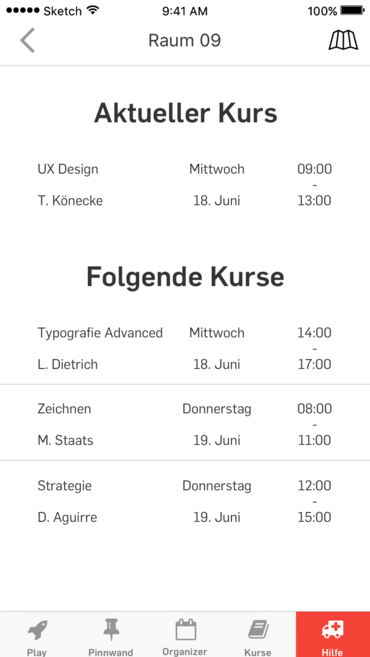 Sketch 9:41 AM 100%
Raum 09
Aktueller Kurs
UX Design Mittwoch 09:00
-
T. Könecke 18. Juni 13:00
Folgende Kurse
Typografie Advanced Mittwoch 14:00
-
L. Dietrich 18. Juni 17:00
Zeichnen Donnerstag 08:00
-
M. Staats 19. Juni 11:00
Strategie Donnerstag 12:00
-
D. Aguirre 19. Juni 15:00
Play Pinnwand Organizer Kurse Hilfe